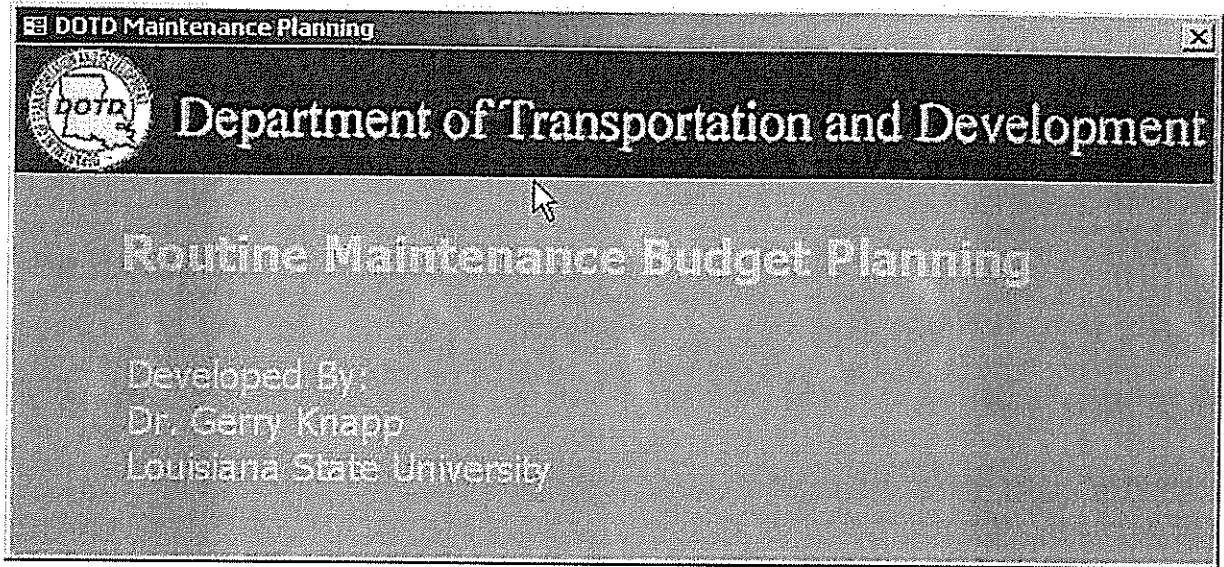 DOTD Maintenance Planning
DOTD
Department of Transportation and Development
Routine Maintenance Budget Planning
Developed By:
Dr. Gerry Knapp
Louisiana State University